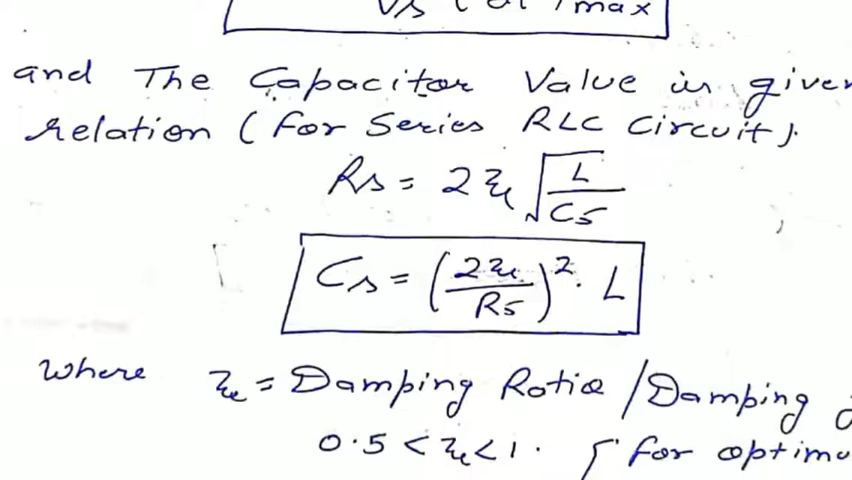 and The Capacitor Value is given
relation (for Series RLC Circuit).
Rs = 2ξ √(L/Cs)
Cs = (2ξ/Rs)². L
where ξ = Damping Ratio / Damping
0.5 < ξ < 1. for optimu